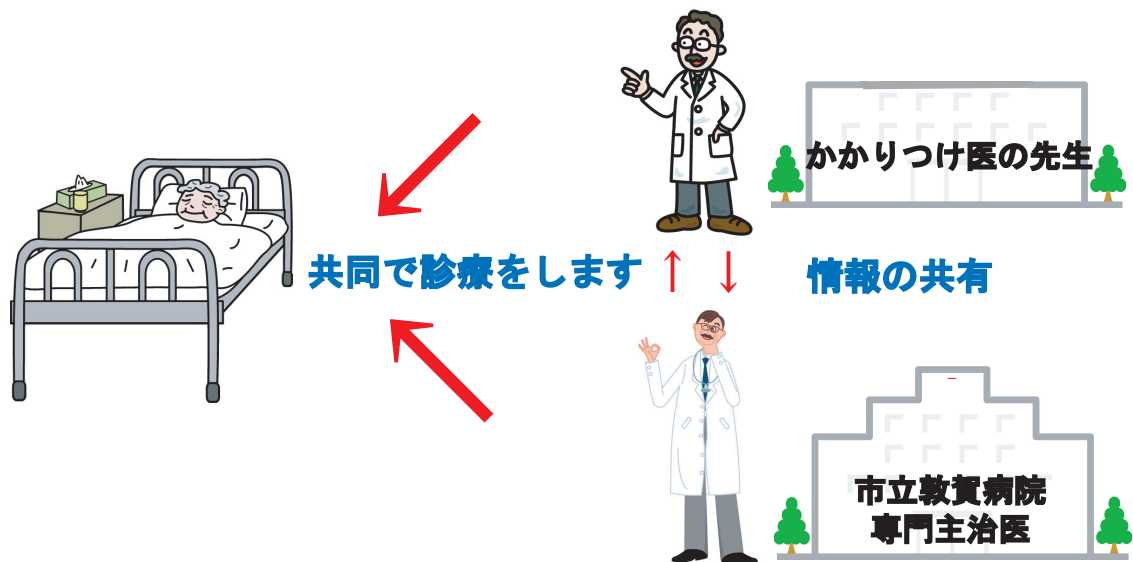 かかりつけ医の先生
共同で診療をします
情報の共有
市立敦賀病院
専門主治医